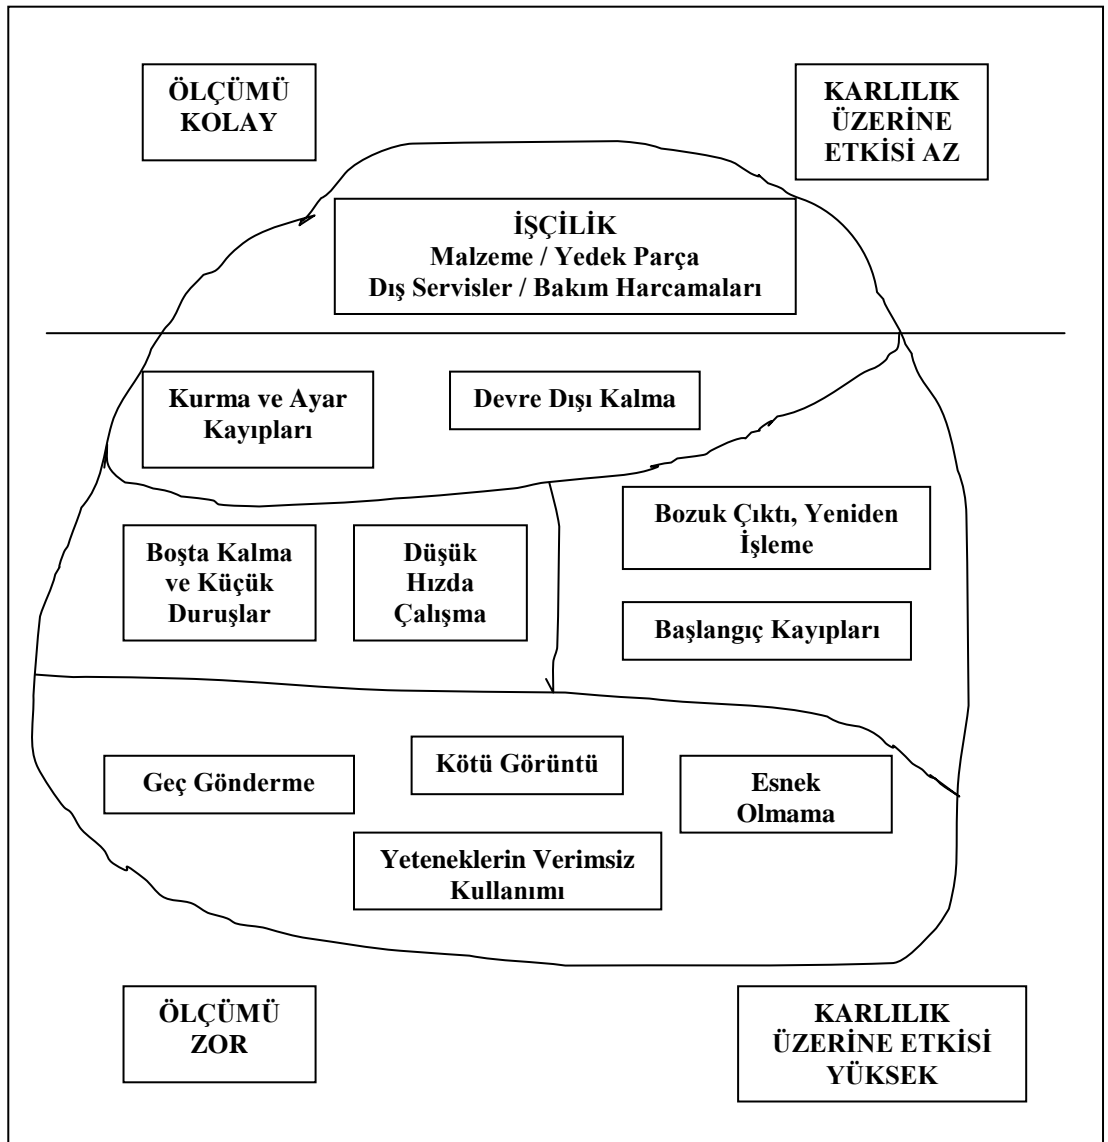 ÖLÇÜMÜ
KOLAY
KARLILIK
ÜZERİNE
ETKİSİ AZ
İŞÇİLİK
Malzeme / Yedek Parça
Dış Servisler / Bakım Harcamaları
Kurma ve Ayar
Kayıpları
Devre Dışı Kalma
Boşta Kalma
ve Küçük
Duruşlar
Düşük
Hızda
Çalışma
Bozuk Çıktı, Yeniden
İşleme
Başlangıç Kayıpları
Geç Gönderme
Kötü Görüntü
Esnek
Olmama
Yeteneklerin Verimsiz
Kullanımı
ÖLÇÜMÜ
ZOR
KARLILIK
ÜZERİNE ETKİSİ
YÜKSEK